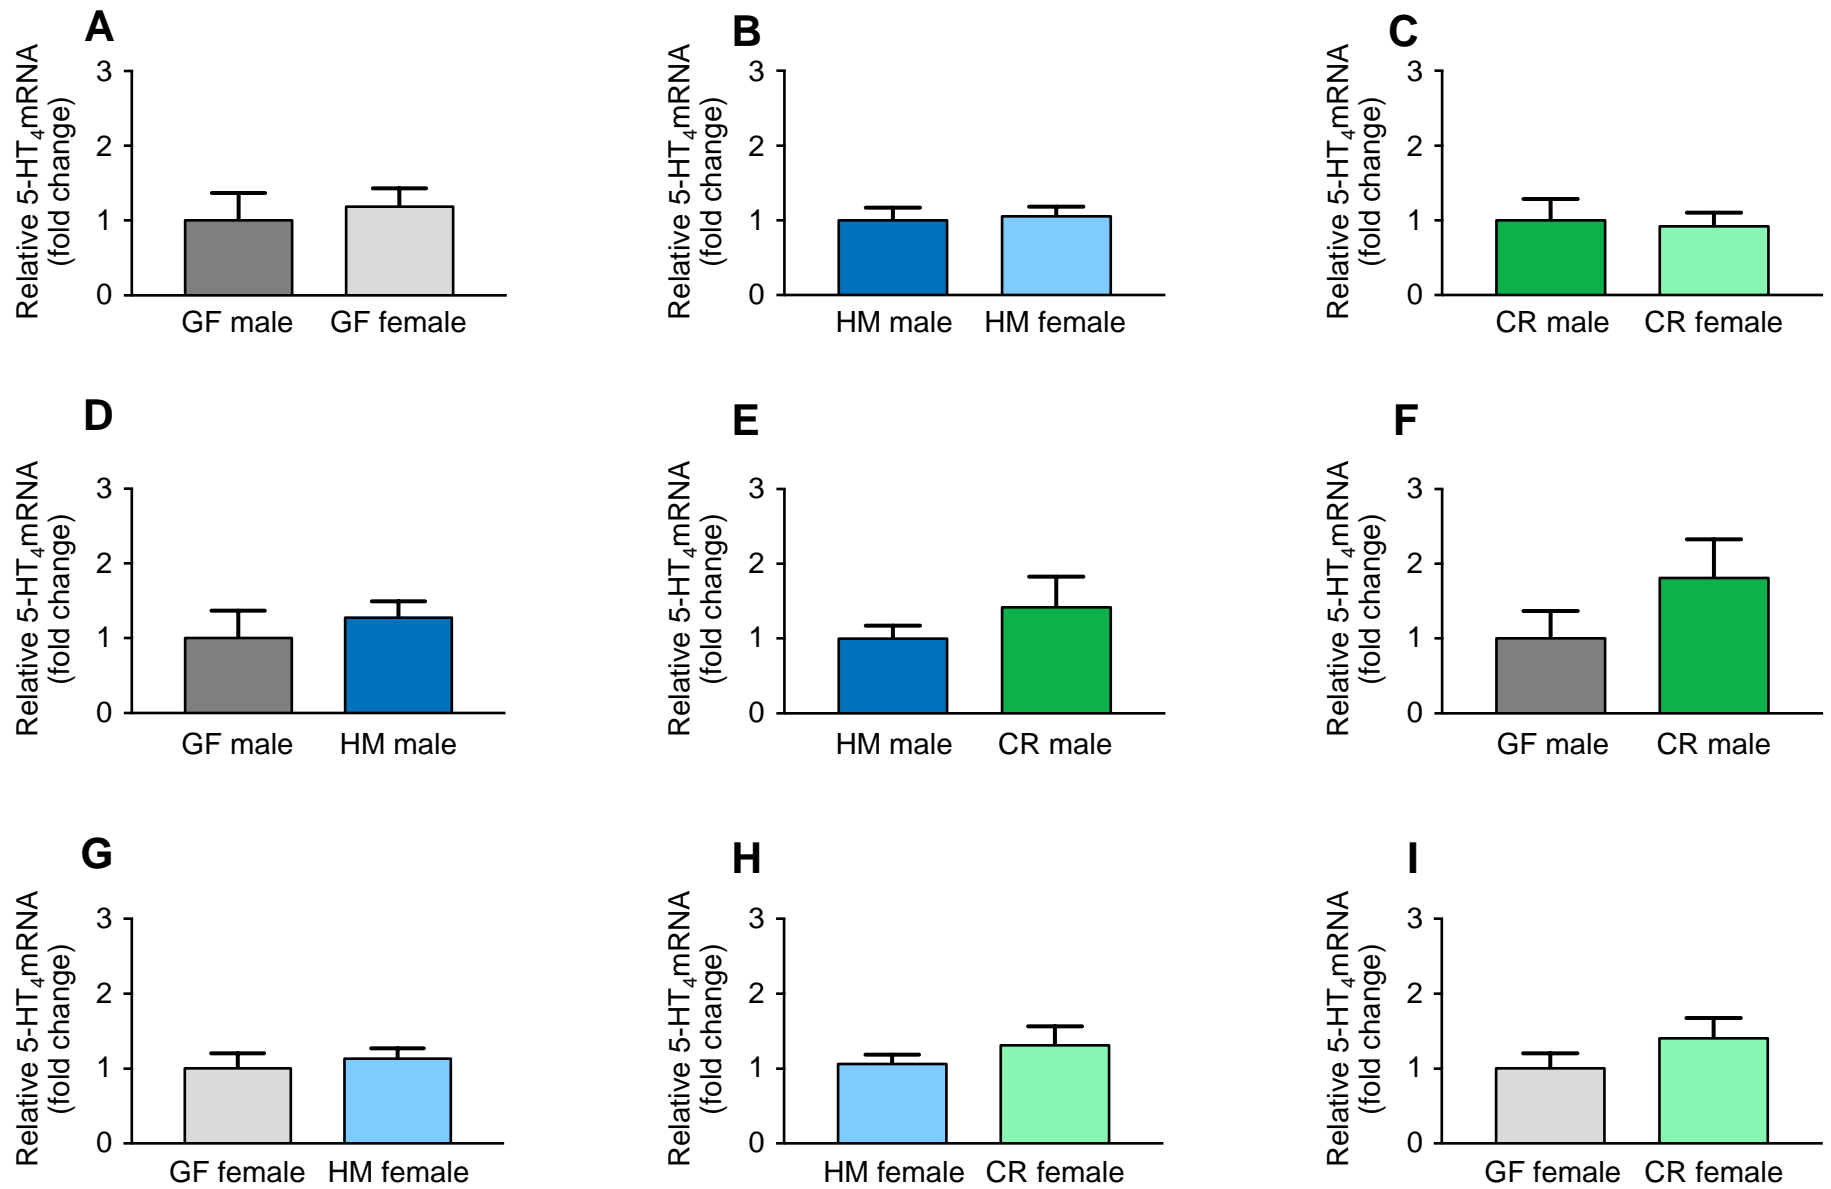 A
Relative 5-HT₄mRNA
(fold change)
3
2
1
0
GF male
GF female
B
Relative 5-HT₄mRNA
(fold change)
3
2
1
0
HM male
HM female
C
Relative 5-HT₄mRNA
(fold change)
3
2
1
0
CR male
CR female
D
Relative 5-HT₄mRNA
(fold change)
3
2
1
0
GF male
HM male
E
Relative 5-HT₄mRNA
(fold change)
3
2
1
0
HM male
CR male
F
Relative 5-HT₄mRNA
(fold change)
3
2
1
0
GF male
CR male
G
Relative 5-HT₄mRNA
(fold change)
3
2
1
0
GF female
HM female
H
Relative 5-HT₄mRNA
(fold change)
3
2
1
0
HM female
CR female
I
Relative 5-HT₄mRNA
(fold change)
3
2
1
0
GF female
CR female